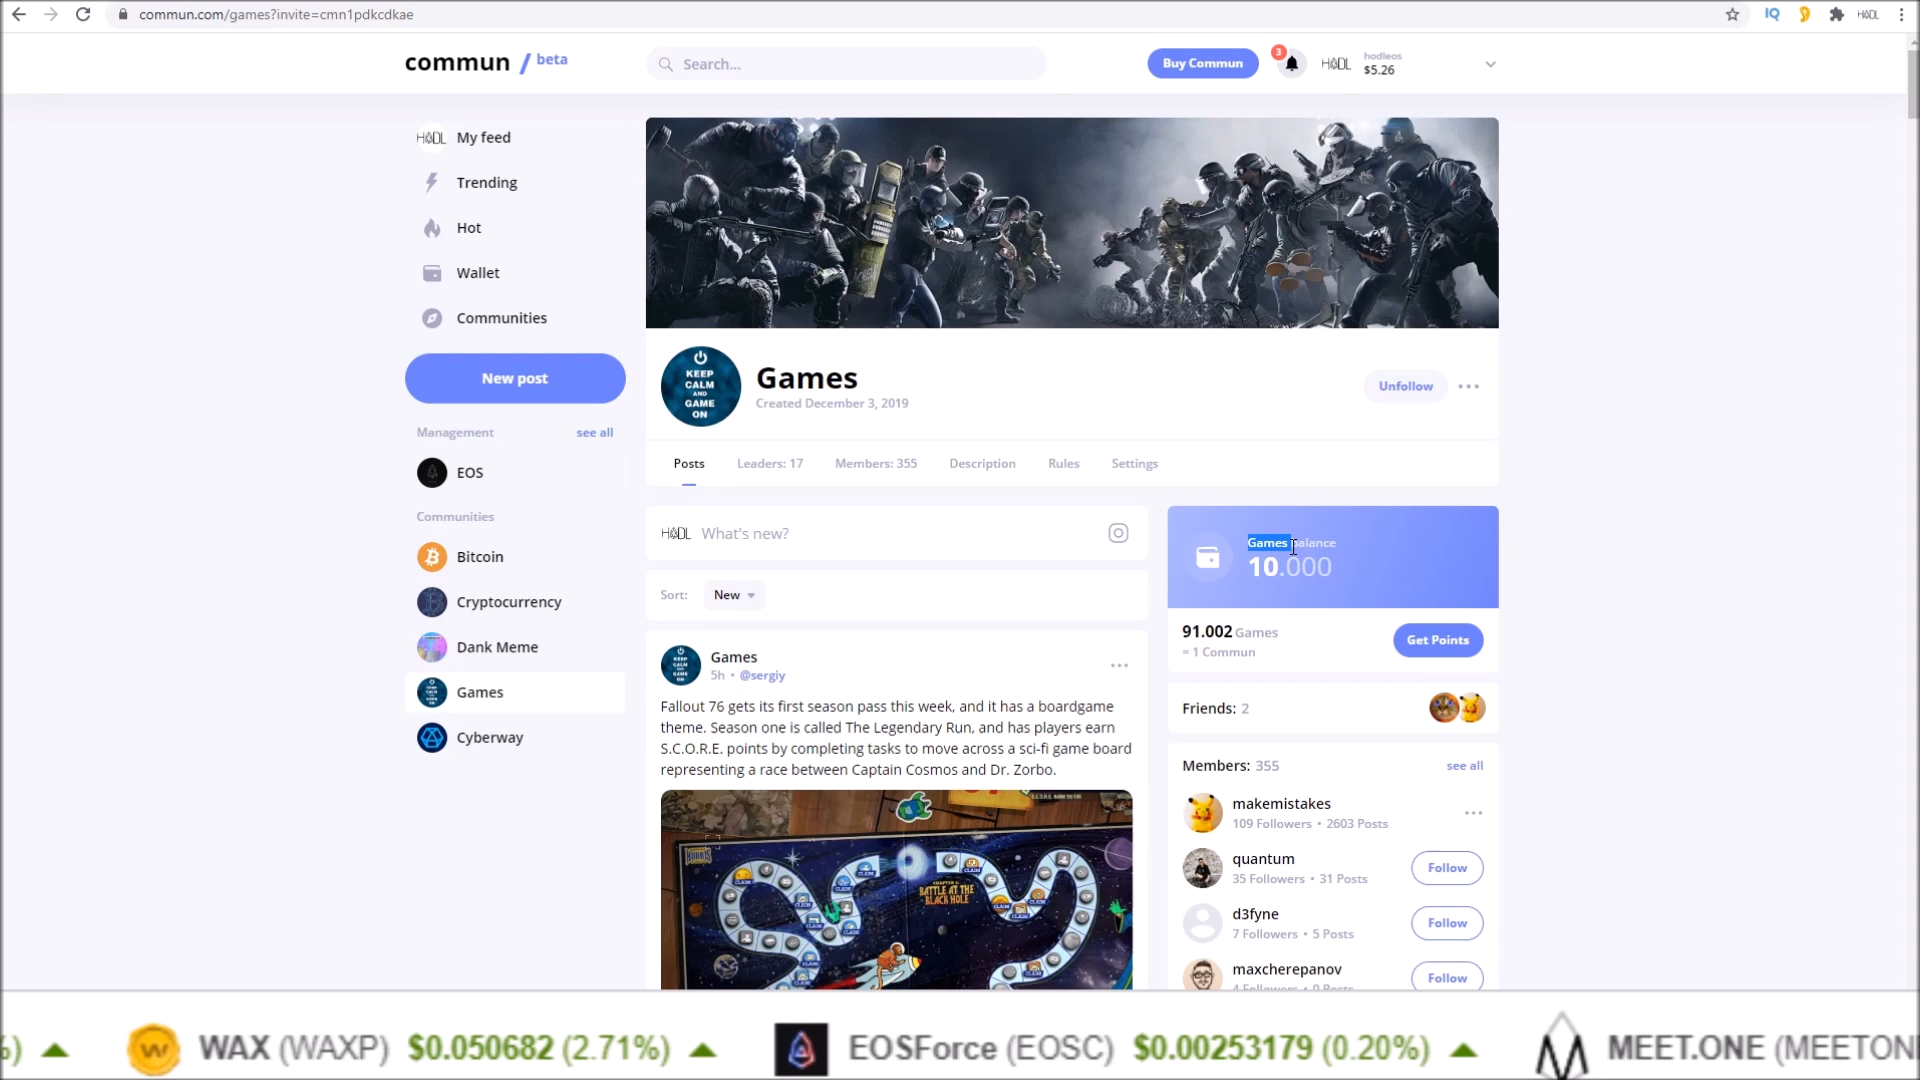 commun.com/games?invite=cmn1pdkcdkae
IQ
HODL
commun / beta
Search...
Buy Commun
3
HODL
hodleos
$5.26
HODL My feed
Trending
Hot
Wallet
Communities
New post
Management see all
EOS
Communities
Bitcoin
Cryptocurrency
Dank Meme
Games
Cyberway
KEEP
CALM
AND
GAME
ON
Games
Created December 3, 2019
Unfollow
Posts Leaders: 17 Members: 355 Description Rules Settings
HODL What's new?
Sort: New
Games
5h • @sergiy
Fallout 76 gets its first season pass this week, and it has a boardgame
theme. Season one is called The Legendary Run, and has players earn
S.C.O.R.E. points by completing tasks to move across a sci-fi game board
representing a race between Captain Cosmos and Dr. Zorbo.
BATTLE AT THE
BLACK HOLE
Games balance
10.000
91.002 Games
= 1 Commun
Get Points
Friends: 2
Members: 355 see all
makemistakes
109 Followers • 2603 Posts
quantum
35 Followers • 31 Posts
Follow
d3fyne
7 Followers • 5 Posts
Follow
maxcherepanov
4 Followers • 0 Posts
Follow
%) WAX (WAXP) $0.050682 (2.71%) EOSForce (EOSC) $0.00253179 (0.20%) MEET.ONE (MEETON